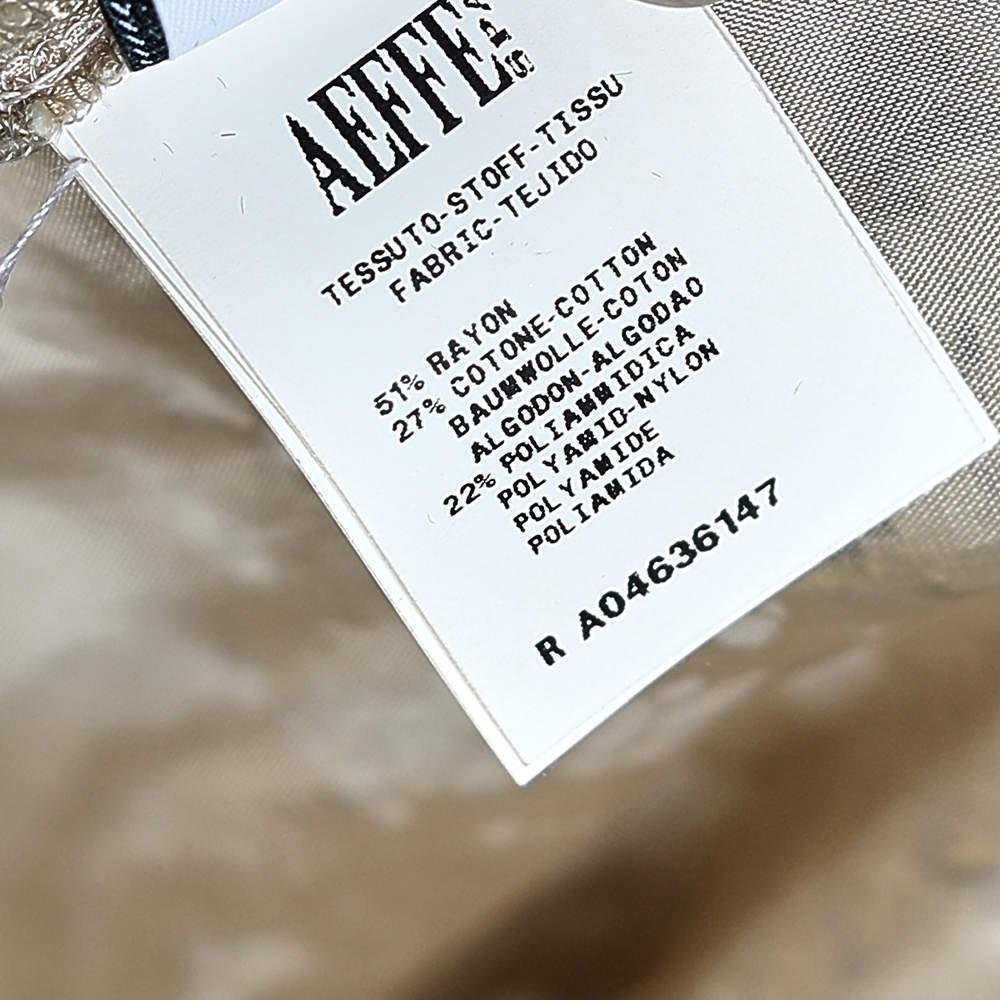 AEFFE SPA
TESSUTO-STOFF-TISSU
FABRIC-TEJIDO
51% RAYON
27% COTONE-COTTON
BAUMWOLLE-COTON
ALGODON-ALGODAO
22% POLIAMMIDICA
POLYAMID-NYLON
POLYAMIDE
POLIAMIDA
R A04636147